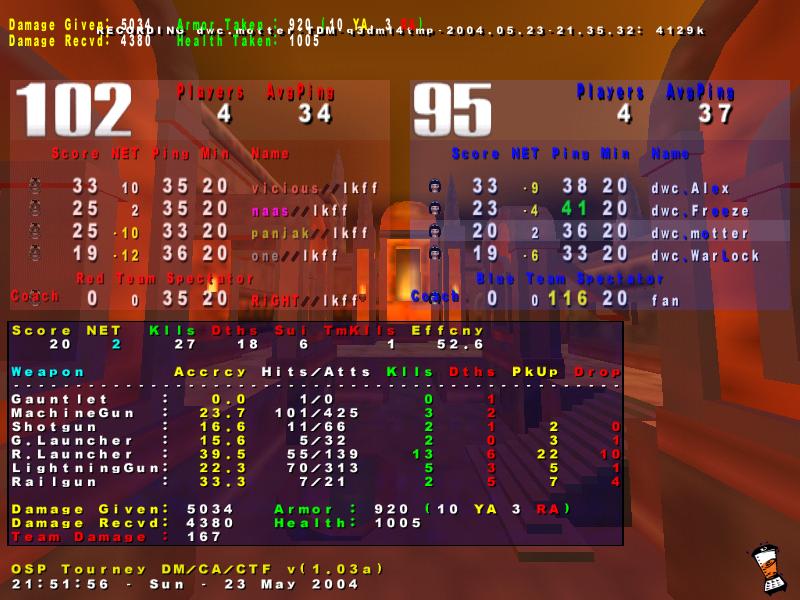 Damage Given: 5034 Armor Taken : 920 (10 YA, 3 RA)
RECORDING dwc.motter-TDM-q3dm14tmp-2004.05.23-21.35.32: 4129k
Damage Recvd: 4380 Health Taken: 1005
102 Players AvgPing 95 Players AvgPing
4 34 4 37
Score NET Ping Min Name Score NET Ping Min Name
33 10 35 20 vicious//lkff 33 -9 38 20 dwc.Alex
25 2 35 20 naas//lkff 23 -4 41 20 dwc.Freeze
25 -10 33 20 panjak//lkff 20 2 36 20 dwc.motter
19 -12 36 20 one//lkff 19 -6 33 20 dwc.WarLock
Red Team Spectator Blue Team Spectator
Coach 0 0 35 20 RIGHT//lkff Coach 0 0 116 20 fan
Score NET Klls Dths Sui TmKlls Effcny
20 2 27 18 6 1 52.6
Weapon Accrcy Hits/Atts Klls Dths PkUp Drop
Gauntlet : 0.0 1/0 0 1
MachineGun : 23.7 101/425 3 2
Shotgun : 16.6 11/66 2 1 2 0
G.Launcher : 15.6 5/32 2 0 3 1
R.Launcher : 39.5 55/139 13 6 22 10
LightningGun: 22.3 70/313 5 3 5 1
Railgun : 33.3 7/21 2 5 7 4
Damage Given: 5034 Armor : 920 (10 YA 3 RA)
Damage Recvd: 4380 Health: 1005
Team Damage : 167
OSP Tourney DM/CA/CTF v(1.03a)
21:51:56 - Sun - 23 May 2004